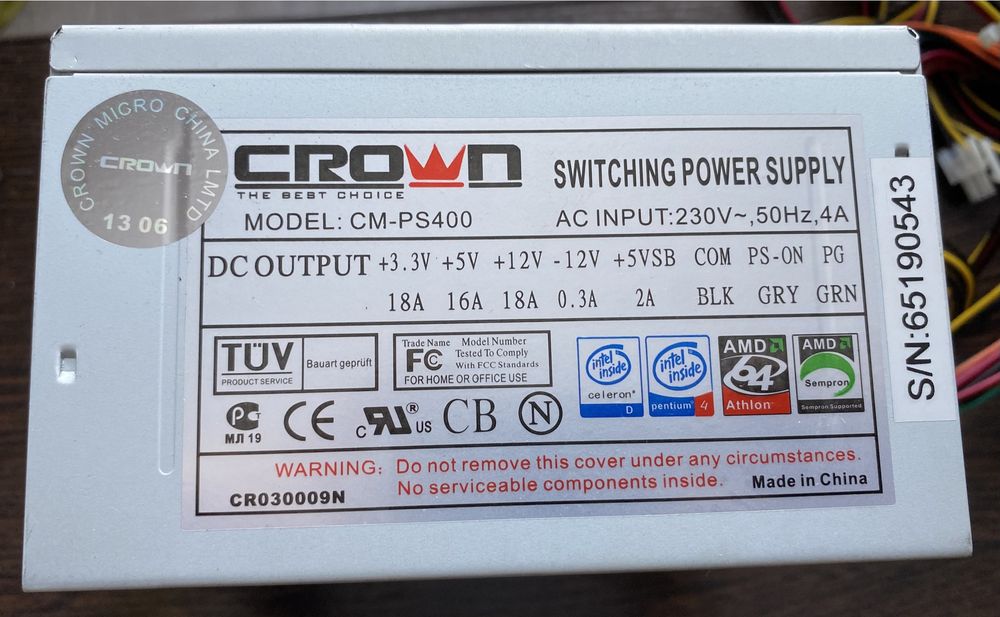 CROWN MICRO CHINA LMTD
CROWN
13 06
CROWN
THE BEST CHOICE
SWITCHING POWER SUPPLY
MODEL: CM-PS400
AC INPUT:230V~,50Hz,4A
DC OUTPUT +3.3V +5V +12V -12V +5VSB COM PS-ON PG
18A 16A 18A 0.3A 2A BLK GRY GRN
TÜV
PRODUCT SERVICE
Bauart geprüft
Trade Name
FC
Model Number
Tested To Comply
With FCC Standards
FOR HOME OR OFFICE USE
intel inside
celeron®
D
intel inside
pentium® 4
AMD
64
Athlon™
AMD
Sempron™
Sempron Supported
МЛ 19
CE
c RU ® US
CB
N
WARNING: Do not remove this cover under any circumstances.
No serviceable components inside.
Made in China
CR030009N
S/N:65190543